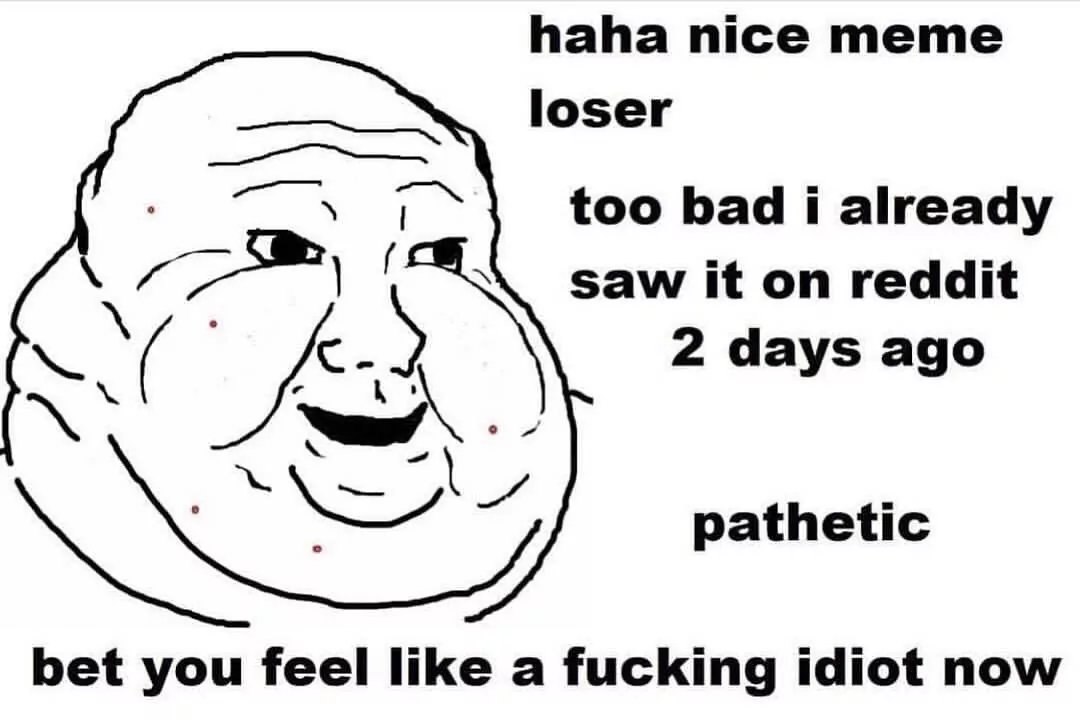 haha nice meme
loser
too bad i already
saw it on reddit
2 days ago
pathetic
bet you feel like a fucking idiot now